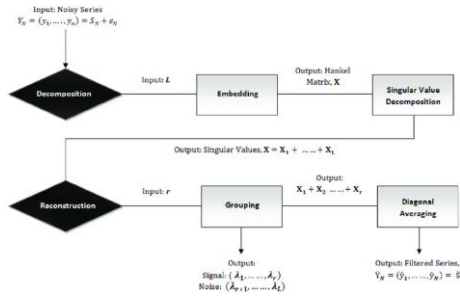 Input: Noisy Series
Y_N = (y_1, ...., y_n) = S_N + ε_N
Decomposition
Input: L
Embedding
Output: Hankel
Matrix, X
Singular Value
Decomposition
Output: Singular Values, X = X_1 + .... + X_L
Reconstruction
Input: r
Grouping
Output:
X_1 + X_2 ..... + X_r
Diagonal
Averaging
Output:
Signal: (λ_1, ......, λ_r)
Noise: (λ_{r+1}, ......, λ_L)
Output: Filtered Series,
Ŷ_N = (ŷ_1, ....., ŷ_N) =